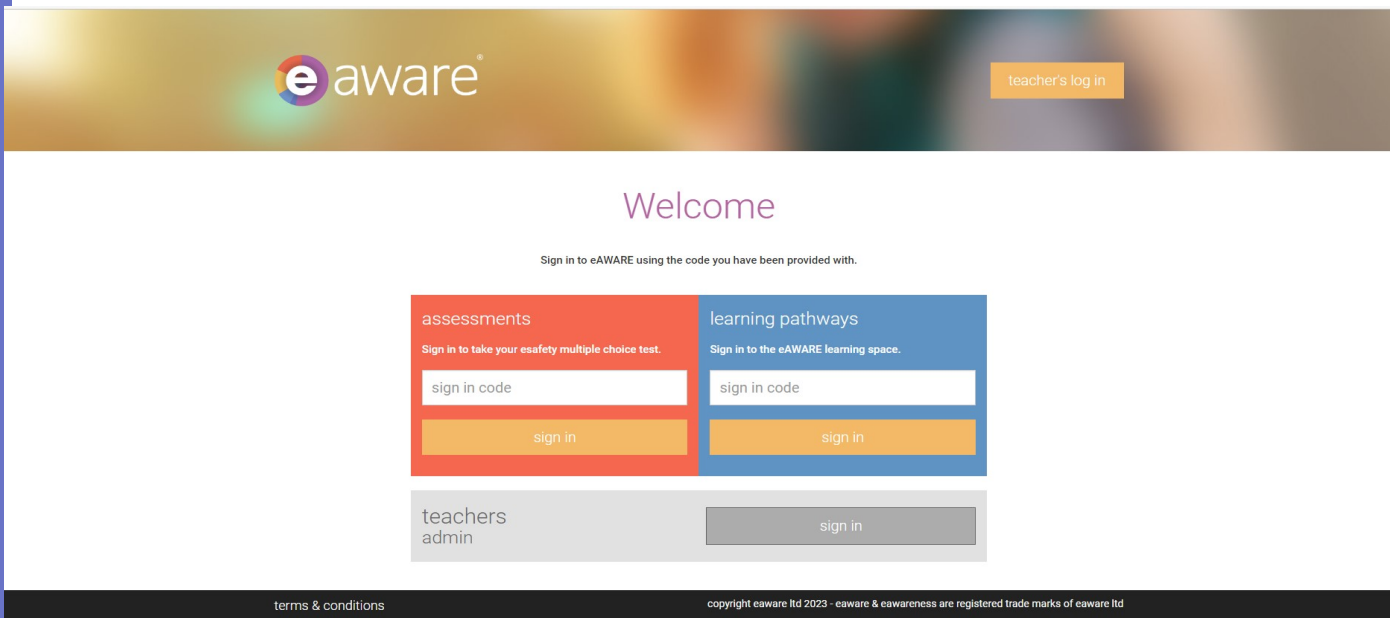 e aware®
teacher's log in
Welcome
Sign in to eAWARE using the code you have been provided with.
assessments
Sign in to take your esafety multiple choice test.
sign in code
sign in
learning pathways
Sign in to the eAWARE learning space.
sign in code
sign in
teachers
admin
sign in
terms & conditions
copyright eaware ltd 2023 - eaware & eawareness are registered trade marks of eaware ltd